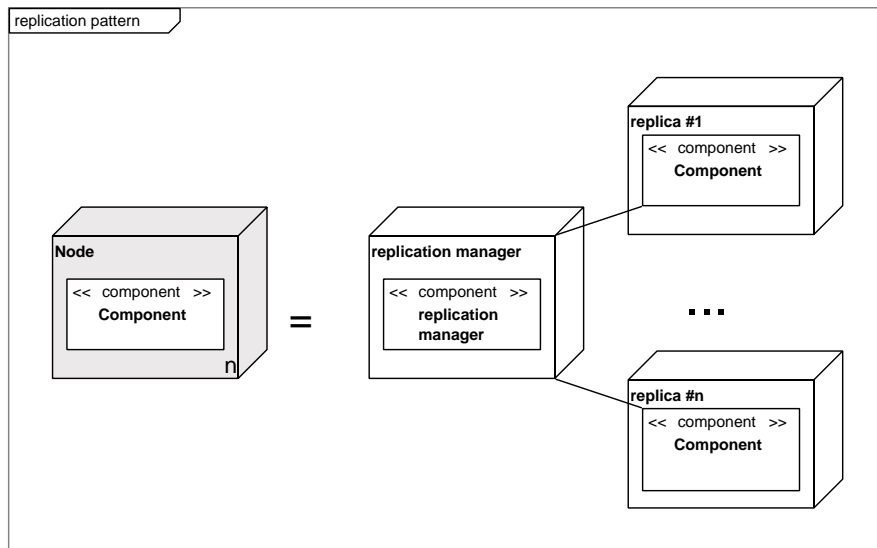 replication pattern
Node
<< component >>
Component
n
=
replication manager
<< component >>
replication
manager
replica #1
<< component >>
Component
...
replica #n
<< component >>
Component